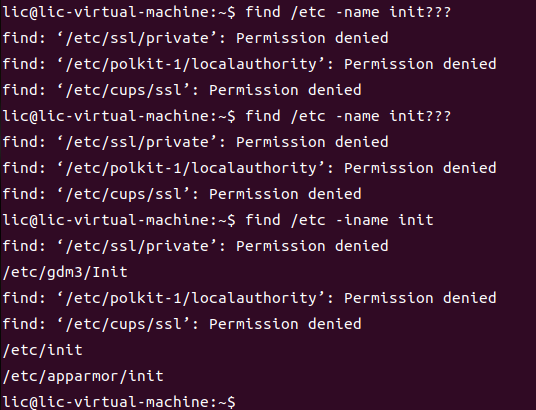 lic@lic-virtual-machine:~$ find /etc -name init???
find: ‘/etc/ssl/private’: Permission denied
find: ‘/etc/polkit-1/localauthority’: Permission denied
find: ‘/etc/cups/ssl’: Permission denied
lic@lic-virtual-machine:~$ find /etc -name init???
find: ‘/etc/ssl/private’: Permission denied
find: ‘/etc/polkit-1/localauthority’: Permission denied
find: ‘/etc/cups/ssl’: Permission denied
lic@lic-virtual-machine:~$ find /etc -iname init
find: ‘/etc/ssl/private’: Permission denied
/etc/gdm3/Init
find: ‘/etc/polkit-1/localauthority’: Permission denied
find: ‘/etc/cups/ssl’: Permission denied
/etc/init
/etc/apparmor/init
lic@lic-virtual-machine:~$